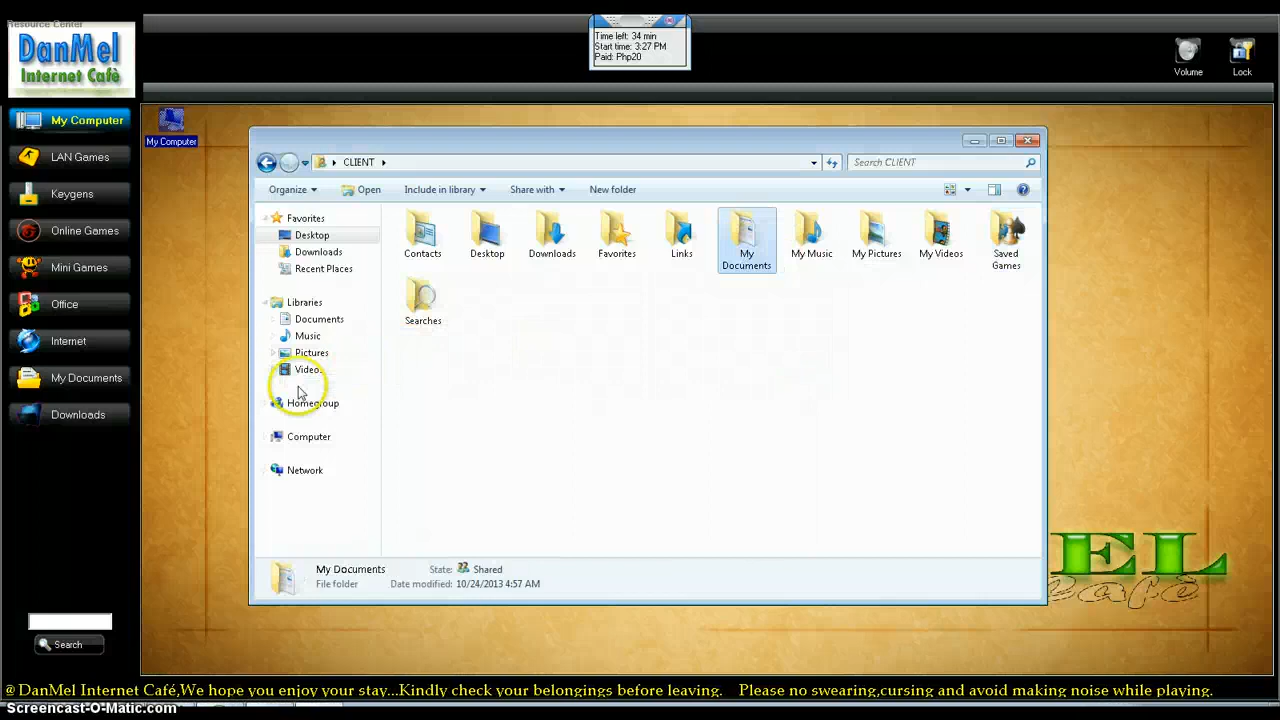 Resource Center
DanMel
Internet Cafè
Time left: 34 min
Start time: 3:27 PM
Paid: Php20
Volume
Lock
My Computer
LAN Games
Keygens
Online Games
Mini Games
Office
Internet
My Documents
Downloads
Search
My Computer
CLIENT
Search CLIENT
Organize
Open
Include in library
Share with
New folder
Favorites
Desktop
Downloads
Recent Places
Libraries
Documents
Music
Pictures
Video
Homegroup
Computer
Network
Contacts
Desktop
Downloads
Favorites
Links
My Documents
My Music
My Pictures
My Videos
Saved Games
Searches
My Documents
State: Shared
File folder
Date modified: 10/24/2013 4:57 AM
EL
cafè
@ DanMel Internet Café,We hope you enjoy your stay...Kindly check your belongings before leaving. Please no swearing,cursing and avoid making noise while playing.
Screencast-O-Matic.com